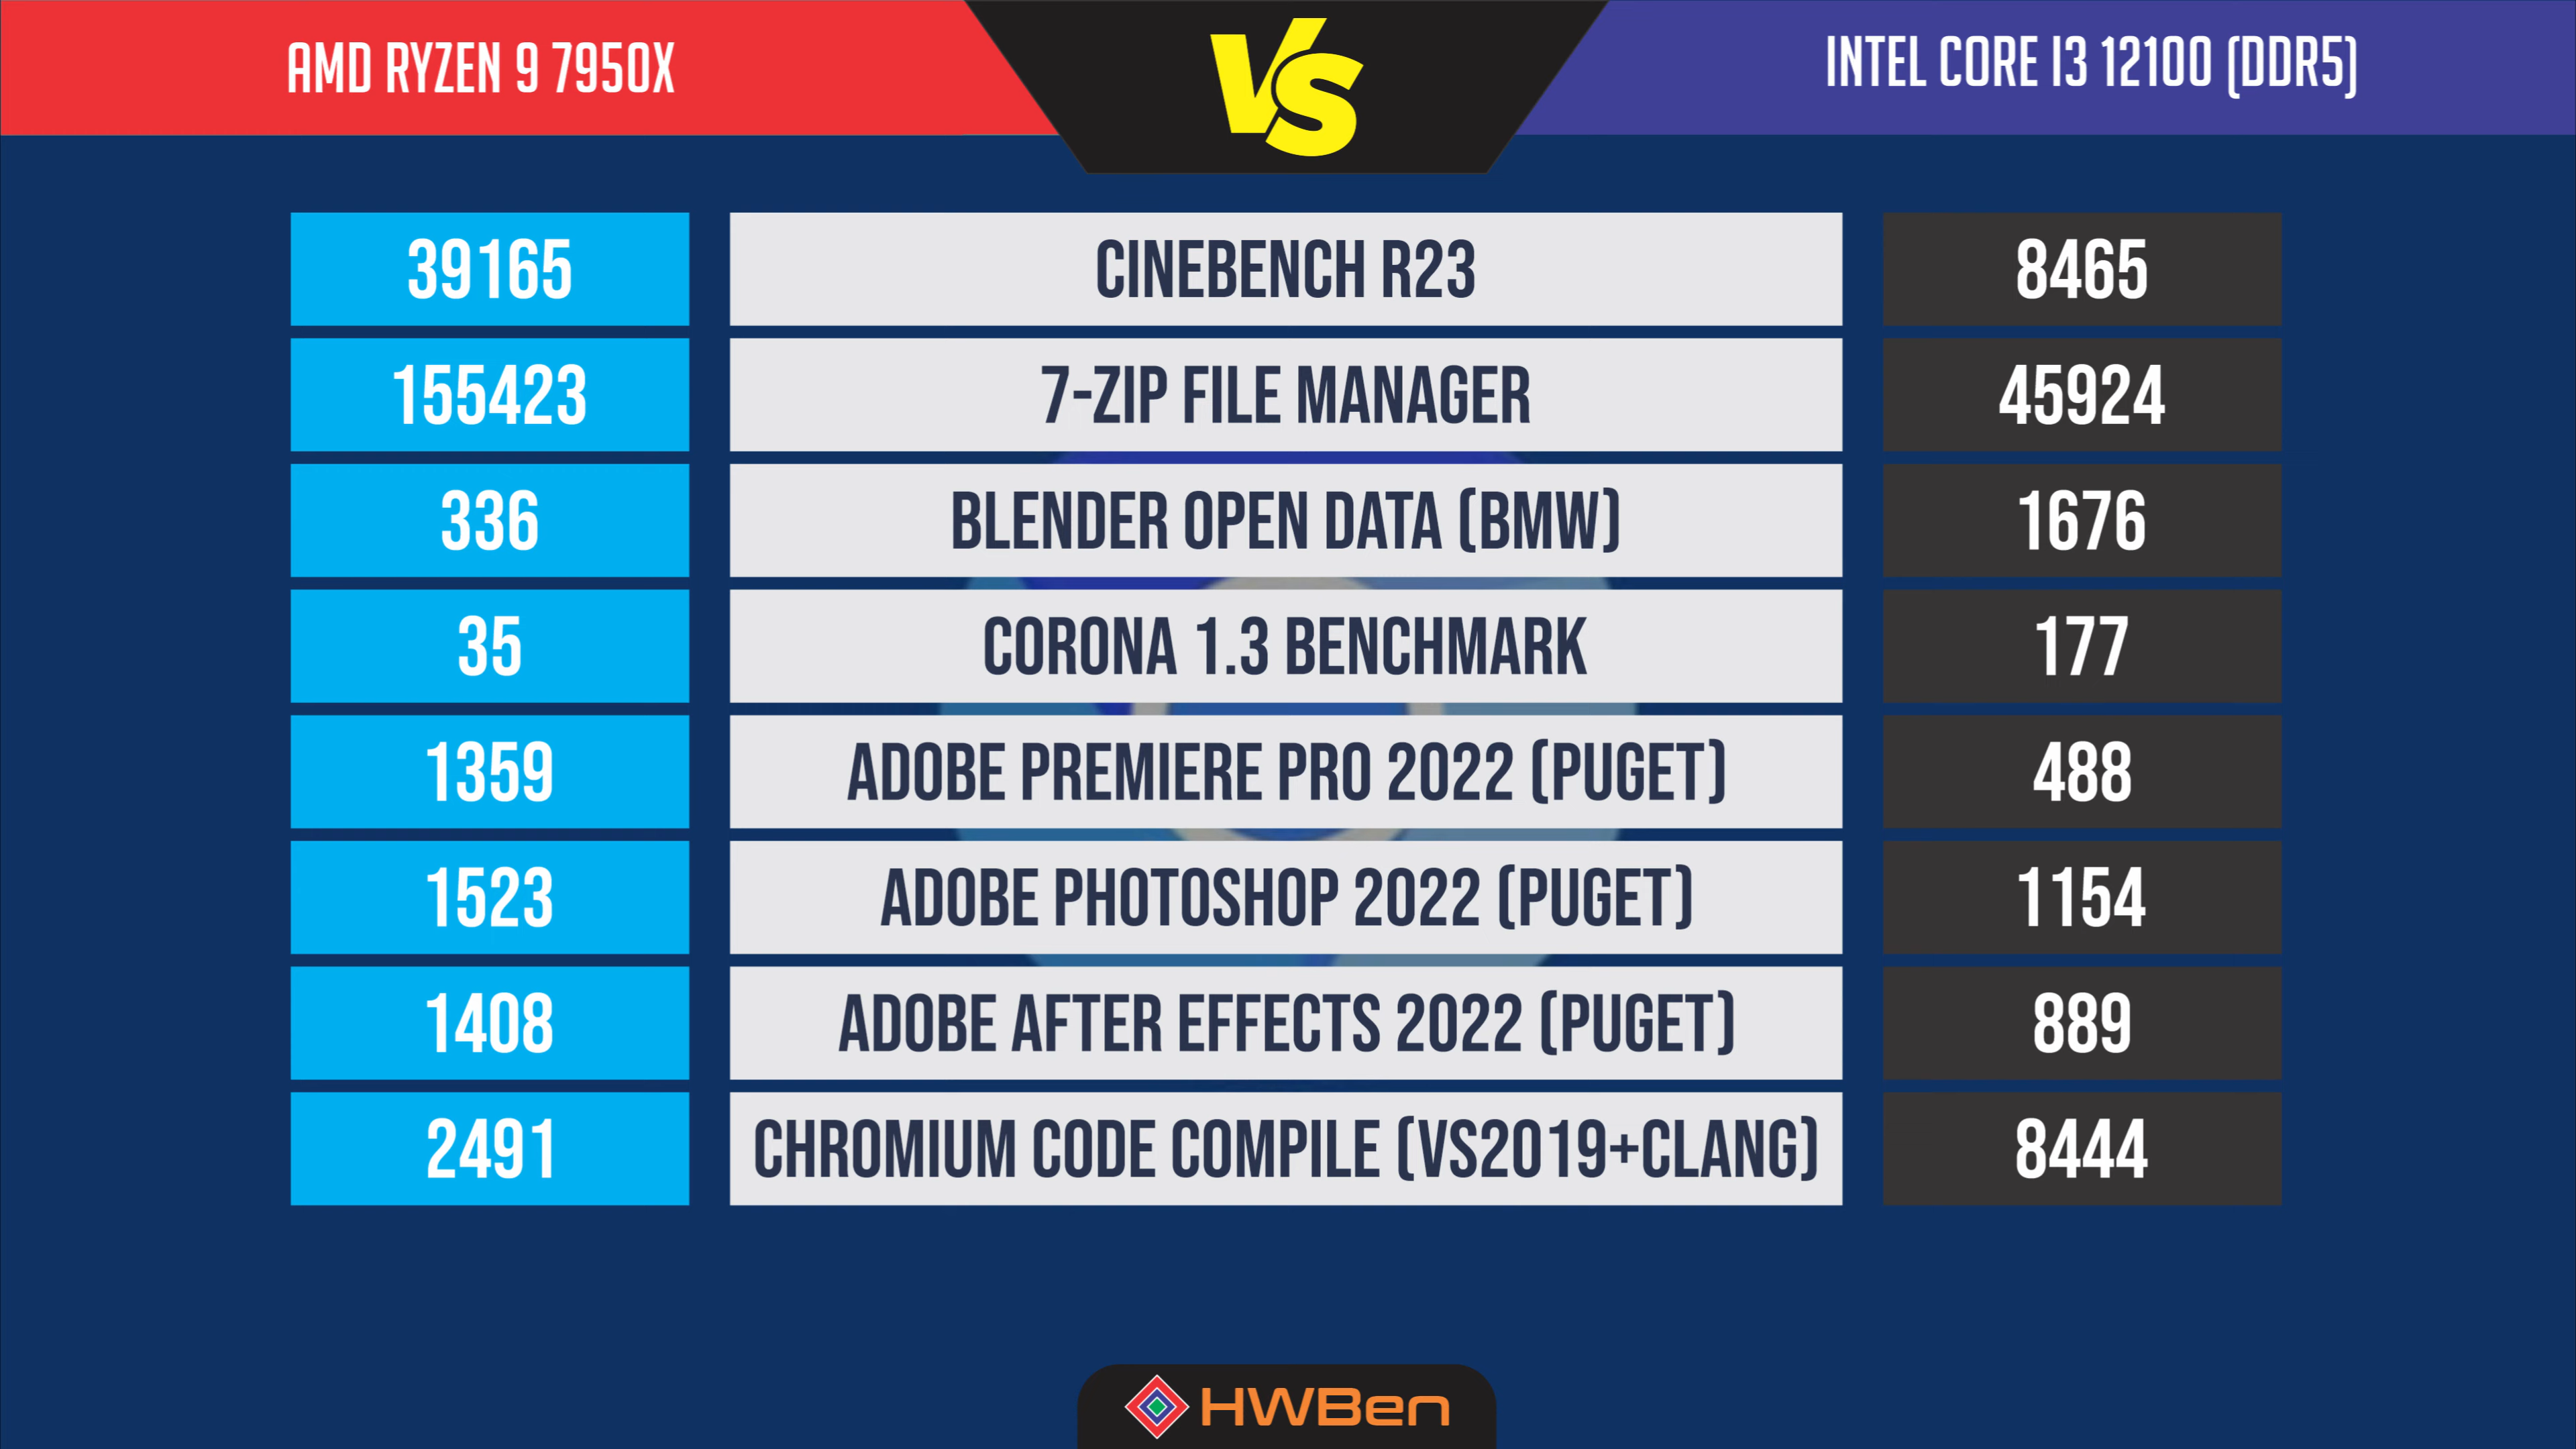 AMD RYZEN 9 7950X
VS
INTEL CORE I3 12100 (DDR5)
39165 CINEBENCH R23 8465
155423 7-ZIP FILE MANAGER 45924
336 BLENDER OPEN DATA (BMW) 1676
35 CORONA 1.3 BENCHMARK 177
1359 ADOBE PREMIERE PRO 2022 (PUGET) 488
1523 ADOBE PHOTOSHOP 2022 (PUGET) 1154
1408 ADOBE AFTER EFFECTS 2022 (PUGET) 889
2491 CHROMIUM CODE COMPILE (VS2019+CLANG) 8444
HWBen